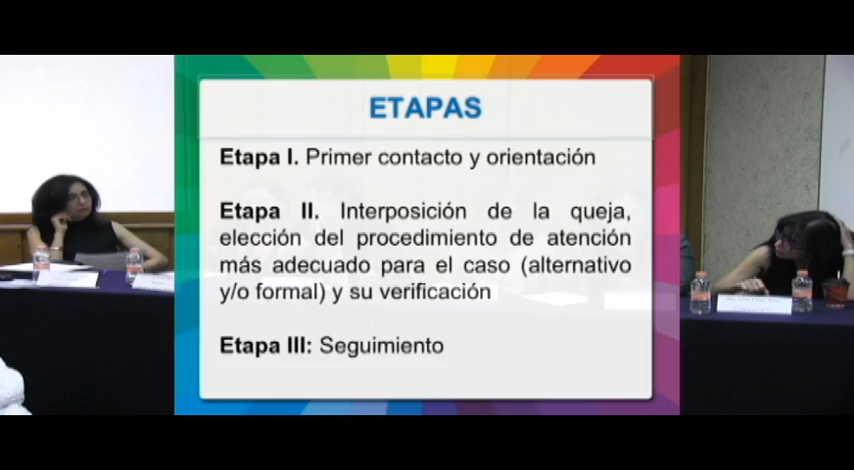 ETAPAS
Etapa I. Primer contacto y orientación
Etapa II. Interposición de la queja,
elección del procedimiento de atención
más adecuado para el caso (alternativo
y/o formal) y su verificación
Etapa III: Seguimiento